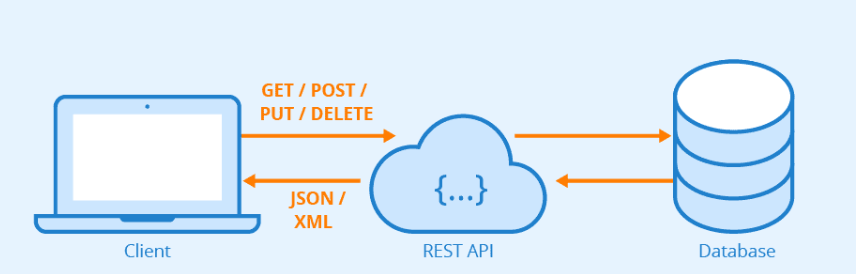 GET / POST /
PUT / DELETE
{...}
JSON /
XML
Client
REST API
Database